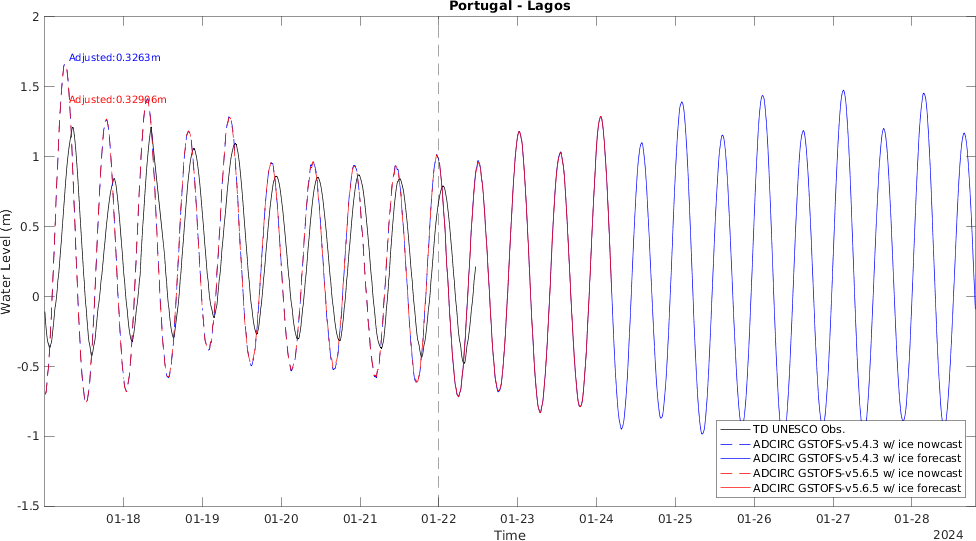 Portugal - Lagos
2
1.5
1
0.5
0
-0.5
-1
-1.5
Water Level (m)
Adjusted:0.3263m
Adjusted:0.32986m
TD UNESCO Obs.
ADCIRC GSTOFS-v5.4.3 w/ ice nowcast
ADCIRC GSTOFS-v5.4.3 w/ ice forecast
ADCIRC GSTOFS-v5.6.5 w/ ice nowcast
ADCIRC GSTOFS-v5.6.5 w/ ice forecast
01-18 01-19 01-20 01-21 01-22 01-23 01-24 01-25 01-26 01-27 01-28
Time
2024